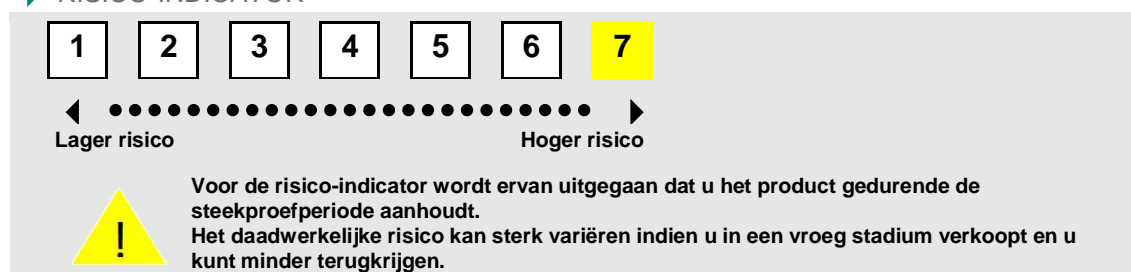 RISICO-INDICATOR
1 2 3 4 5 6 7
Lager risico Hoger risico
!
Voor de risico-indicator wordt ervan uitgegaan dat u het product gedurende de
steekproefperiode aanhoudt.
Het daadwerkelijke risico kan sterk variëren indien u in een vroeg stadium verkoopt en u
kunt minder terugkrijgen.